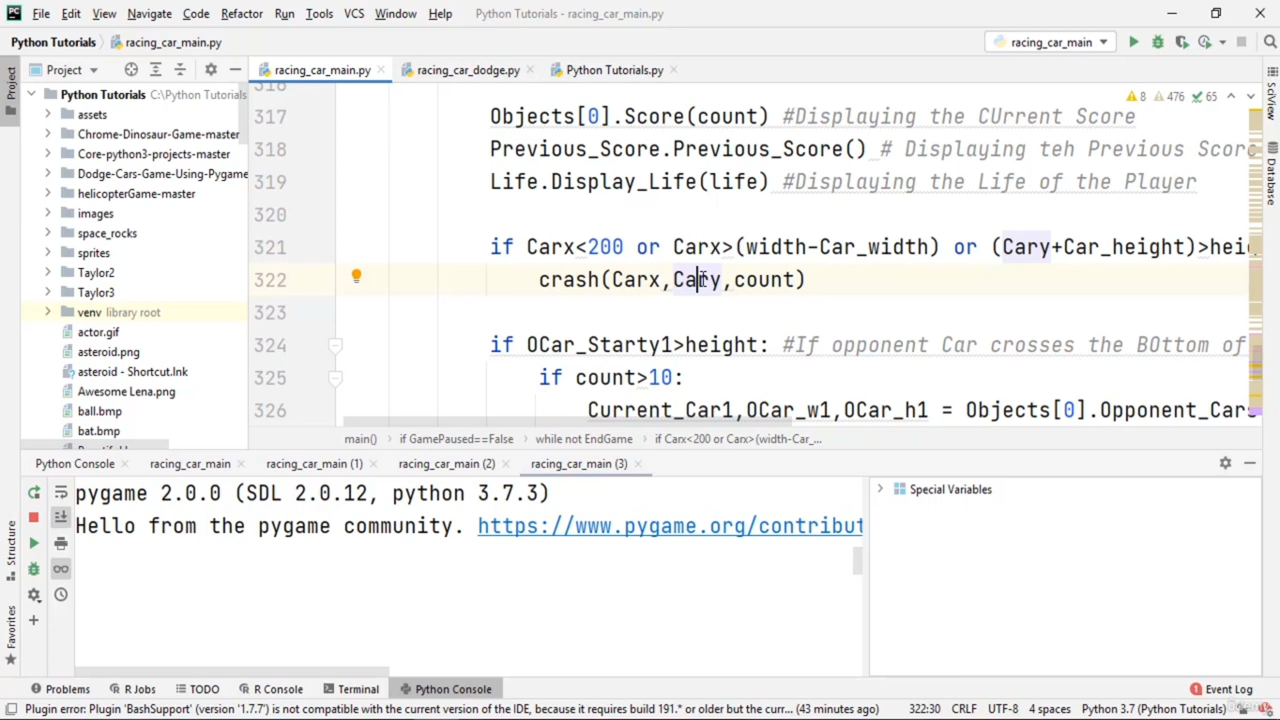 PC File Edit View Navigate Code Refactor Run Tools VCS Window Help Python Tutorials - racing_car_main.py
Python Tutorials racing_car_main.py racing_car_main
Project racing_car_main.py racing_car_dodge.py Python Tutorials.py
Python Tutorials C:\Python Tutorials
assets
Chrome-Dinosaur-Game-master
Core-python3-projects-master
Dodge-Cars-Game-Using-Pygame
helicopterGame-master
images
space_rocks
sprites
Taylor2
Taylor3
venv library root
actor.gif
asteroid.png
asteroid - Shortcut.lnk
Awesome Lena.png
ball.bmp
bat.bmp
8 476 65
316
317 Objects[0].Score(count) #Displaying the CUrrent Score
318 Previous_Score.Previous_Score() # Displaying teh Previous Score
319 Life.Display_Life(life) #Displaying the Life of the Player
320
321 if Carx<200 or Carx>(width-Car_width) or (Cary+Car_height)>hei
322 crash(Carx,Cary,count)
323
324 if OCar_Starty1>height: #If opponent Car crosses the BOttom of
325 if count>10:
326 Current_Car1,OCar_w1,OCar_h1 = Objects[0].Opponent_Cars
main() if GamePaused==False while not EndGame if Carx<200 or Carx>(width-Car_...
Python Console racing_car_main racing_car_main (1) racing_car_main (2) racing_car_main (3)
pygame 2.0.0 (SDL 2.0.12, python 3.7.3)
Hello from the pygame community. https://www.pygame.org/contribut
Special Variables
Project
Structure
Favorites
SciView
Database
Problems R Jobs TODO R Console Terminal Python Console Event Log
Plugin error: Plugin 'BashSupport' (version '1.7.7') is not compatible with the current version of the IDE, because it requires build 191.* or older but the curr... (43 minutes ago) 322:30 CRLF UTF-8 4 spaces Python 3.7 (Python Tutorials)